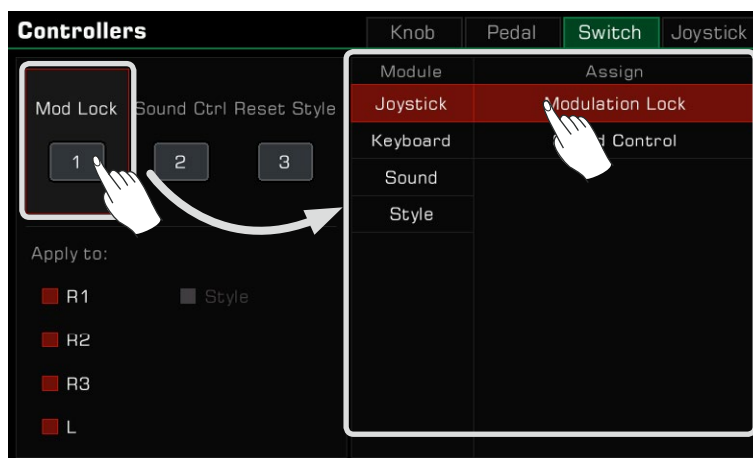 Controllers
Knob Pedal Switch Joystick
Mod Lock Sound Ctrl Reset Style
1 2 3
Apply to:
R1 Style
R2
R3
L
Module Assign
Joystick Modulation Lock
Keyboard Control
Sound
Style